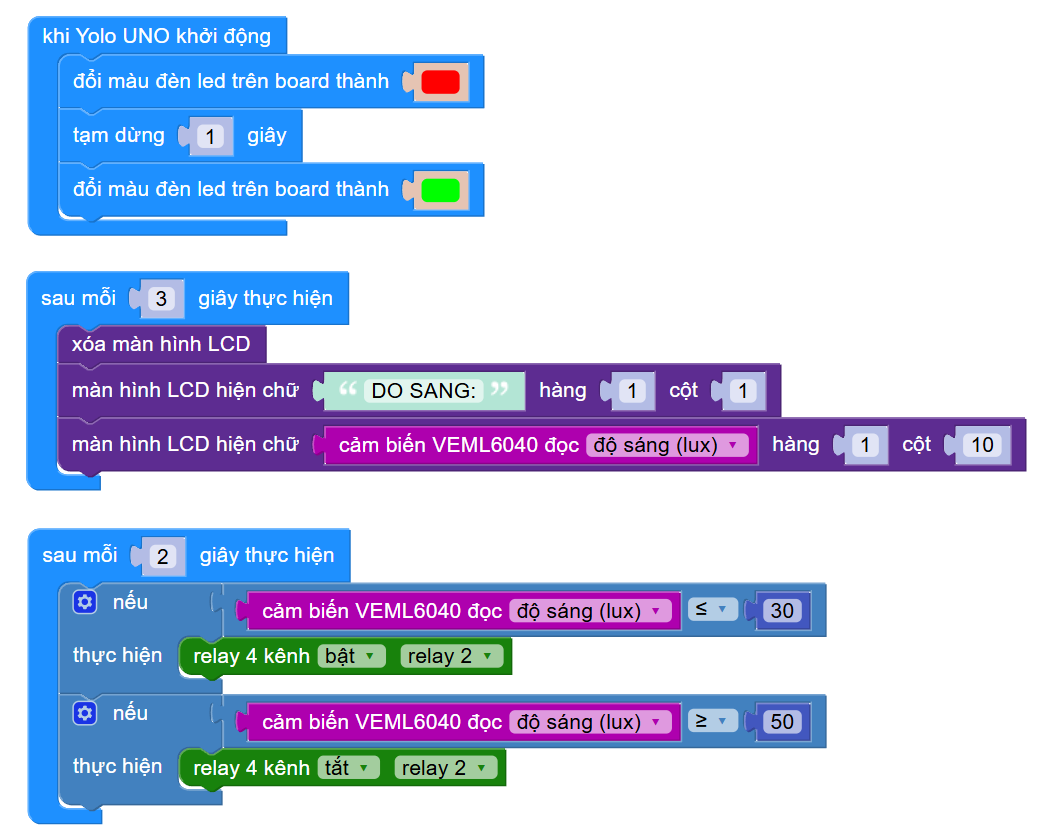 khi Yolo UNO khởi động
đổi màu đèn led trên board thành
tạm dừng 1 giây
đổi màu đèn led trên board thành
sau mỗi 3 giây thực hiện
xóa màn hình LCD
màn hình LCD hiện chữ “ DO SANG: ” hàng 1 cột 1
màn hình LCD hiện chữ cảm biến VEML6040 đọc độ sáng (lux) hàng 1 cột 10
sau mỗi 2 giây thực hiện
nếu cảm biến VEML6040 đọc độ sáng (lux) ≤ 30
thực hiện relay 4 kênh bật relay 2
nếu cảm biến VEML6040 đọc độ sáng (lux) ≥ 50
thực hiện relay 4 kênh tắt relay 2